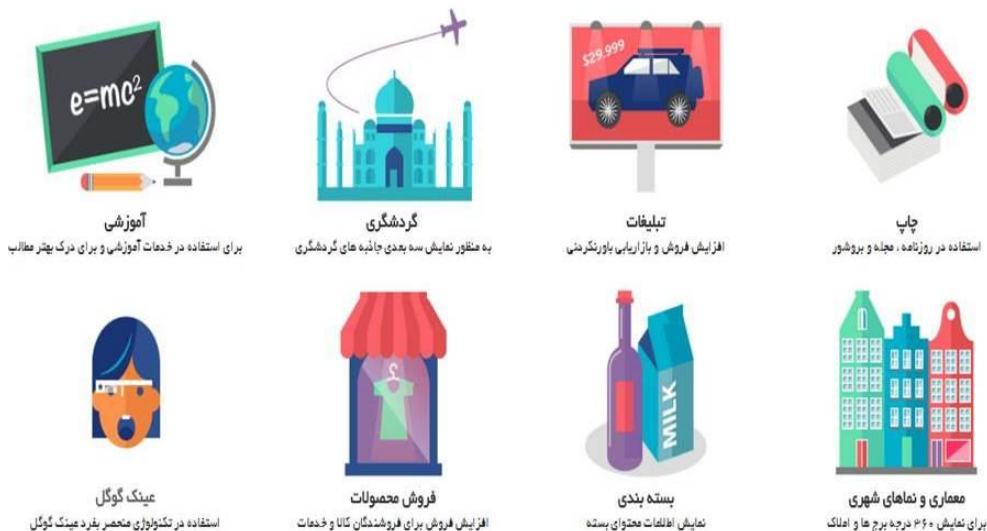 e=mc²
$29.999
آموزشی
گردشگری
تبلیغات
چاپ
برای استفاده در خدمات آموزشی و برای درک بهتر مطالب
به منظور نمایش سه بعدی جاذبه های گردشگری
افزایش فروش و بازاریابی باورنکردنی
استفاده در روزنامه ، مجله و بروشور
MILK
عینک گوگل
فروش محصولات
بسته بندی
معماری و نماهای شهری
استفاده در تکنولوژی منحصر بفرد عینک گوگل
افزایش فروش برای فروشندگان کالا و خدمات
نمایش اطلاعات محتوای بسته
برای نمایش ۳۶۰ درجه برج ها و املاک